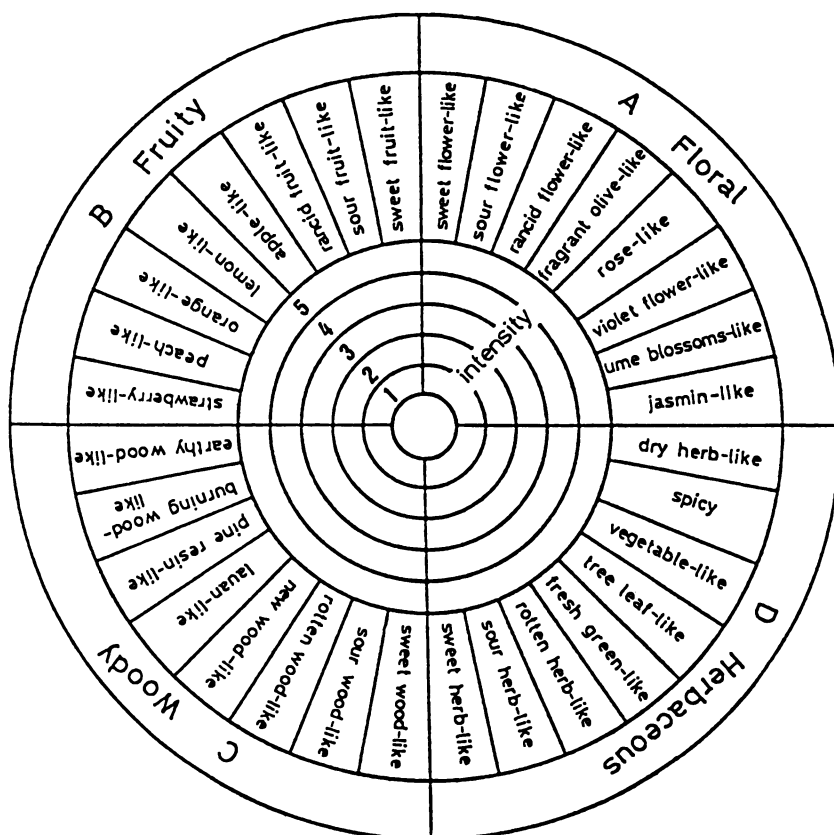 A Floral
sweet flower-like
sour flower-like
rancid flower-like
fragrant olive-like
rose-like
violet flower-like
ume blossoms-like
jasmin-like
B Fruity
sweet fruit-like
sour fruit-like
rancid fruit-like
apple-like
lemon-like
orange-like
peach-like
strawberry-like
C Woody
earthy wood-like
burning wood-
like
pine resin-like
lauan-like
new wood-like
rotten wood-like
sour wood-like
sweet wood-like
D Herbaceous
dry herb-like
spicy
vegetable-like
tree leaf-like
fresh green-like
rotten herb-like
sour herb-like
sweet herb-like
5
4
3
2
1
intensity